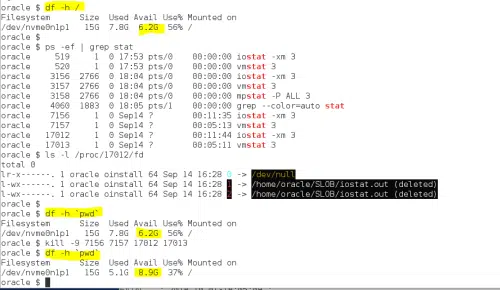 oracle $ df -h /
Filesystem      Size  Used Avail Use% Mounted on
/dev/nvme0n1p1   15G  7.8G  6.2G  56% /
oracle $
oracle $ ps -ef | grep stat
oracle     519     1  0 17:53 pts/0    00:00:00 iostat -xm 3
oracle     520     1  0 17:53 pts/0    00:00:00 vmstat 3
oracle    3156  2766  0 18:04 pts/0    00:00:00 iostat -xm 3
oracle    3157  2766  0 18:04 pts/0    00:00:00 vmstat 3
oracle    3158  2766  0 18:04 pts/0    00:00:00 mpstat -P ALL 3
oracle    4060  1883  0 18:05 pts/1    00:00:00 grep --color=auto stat
oracle    7156     1  0 Sep14 ?        00:11:35 iostat -xm 3
oracle    7157     1  0 Sep14 ?        00:05:13 vmstat 3
oracle   17012     1  0 Sep14 ?        00:11:44 iostat -xm 3
oracle   17013     1  0 Sep14 ?        00:05:11 vmstat 3
oracle $ ls -l /proc/17012/fd
total 0
lr-x------. 1 oracle oinstall 64 Sep 14 16:28 0 -> /dev/null
l-wx------. 1 oracle oinstall 64 Sep 14 16:28 1 -> /home/oracle/SLOB/iostat.out (deleted)
l-wx------. 1 oracle oinstall 64 Sep 14 16:28 2 -> /home/oracle/SLOB/iostat.out (deleted)
oracle $
oracle $ df -h `pwd`
Filesystem      Size  Used Avail Use% Mounted on
/dev/nvme0n1p1   15G  7.8G  6.2G  56% /
oracle $ kill -9 7156 7157 17012 17013
oracle $ df -h `pwd`
Filesystem      Size  Used Avail Use% Mounted on
/dev/nvme0n1p1   15G  5.1G  8.9G  37% /
oracle $